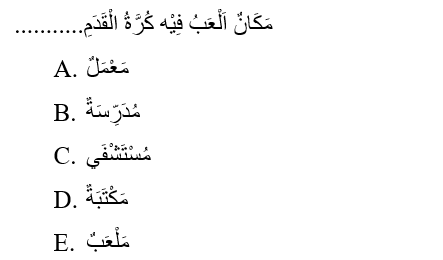 مَكَانٌ اَلْعَبُ فِيْه كُرَّةُ الْقَدَمِ...........
A. مَعْمَلٌ
B. مُدَرِّسَةٌ
C. مُسْتَشْفَي
D. مَكْتَبَةٌ
E. مَلْعَبٌ